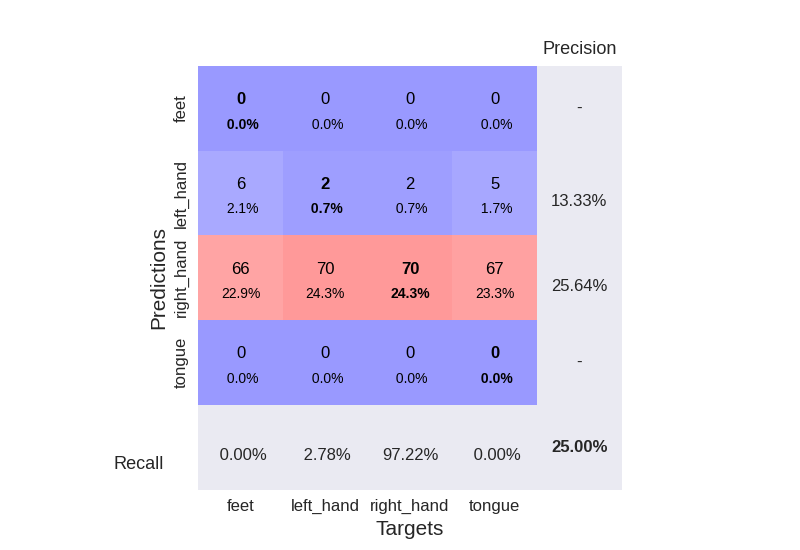 Precision
feet
0 0 0 0
0.0% 0.0% 0.0% 0.0%
-
left_hand
6 2 2 5
2.1% 0.7% 0.7% 1.7%
13.33%
Predictions
right_hand
66 70 70 67
22.9% 24.3% 24.3% 23.3%
25.64%
tongue
0 0 0 0
0.0% 0.0% 0.0% 0.0%
-
Recall
0.00% 2.78% 97.22% 0.00%
25.00%
feet left_hand right_hand tongue
Targets